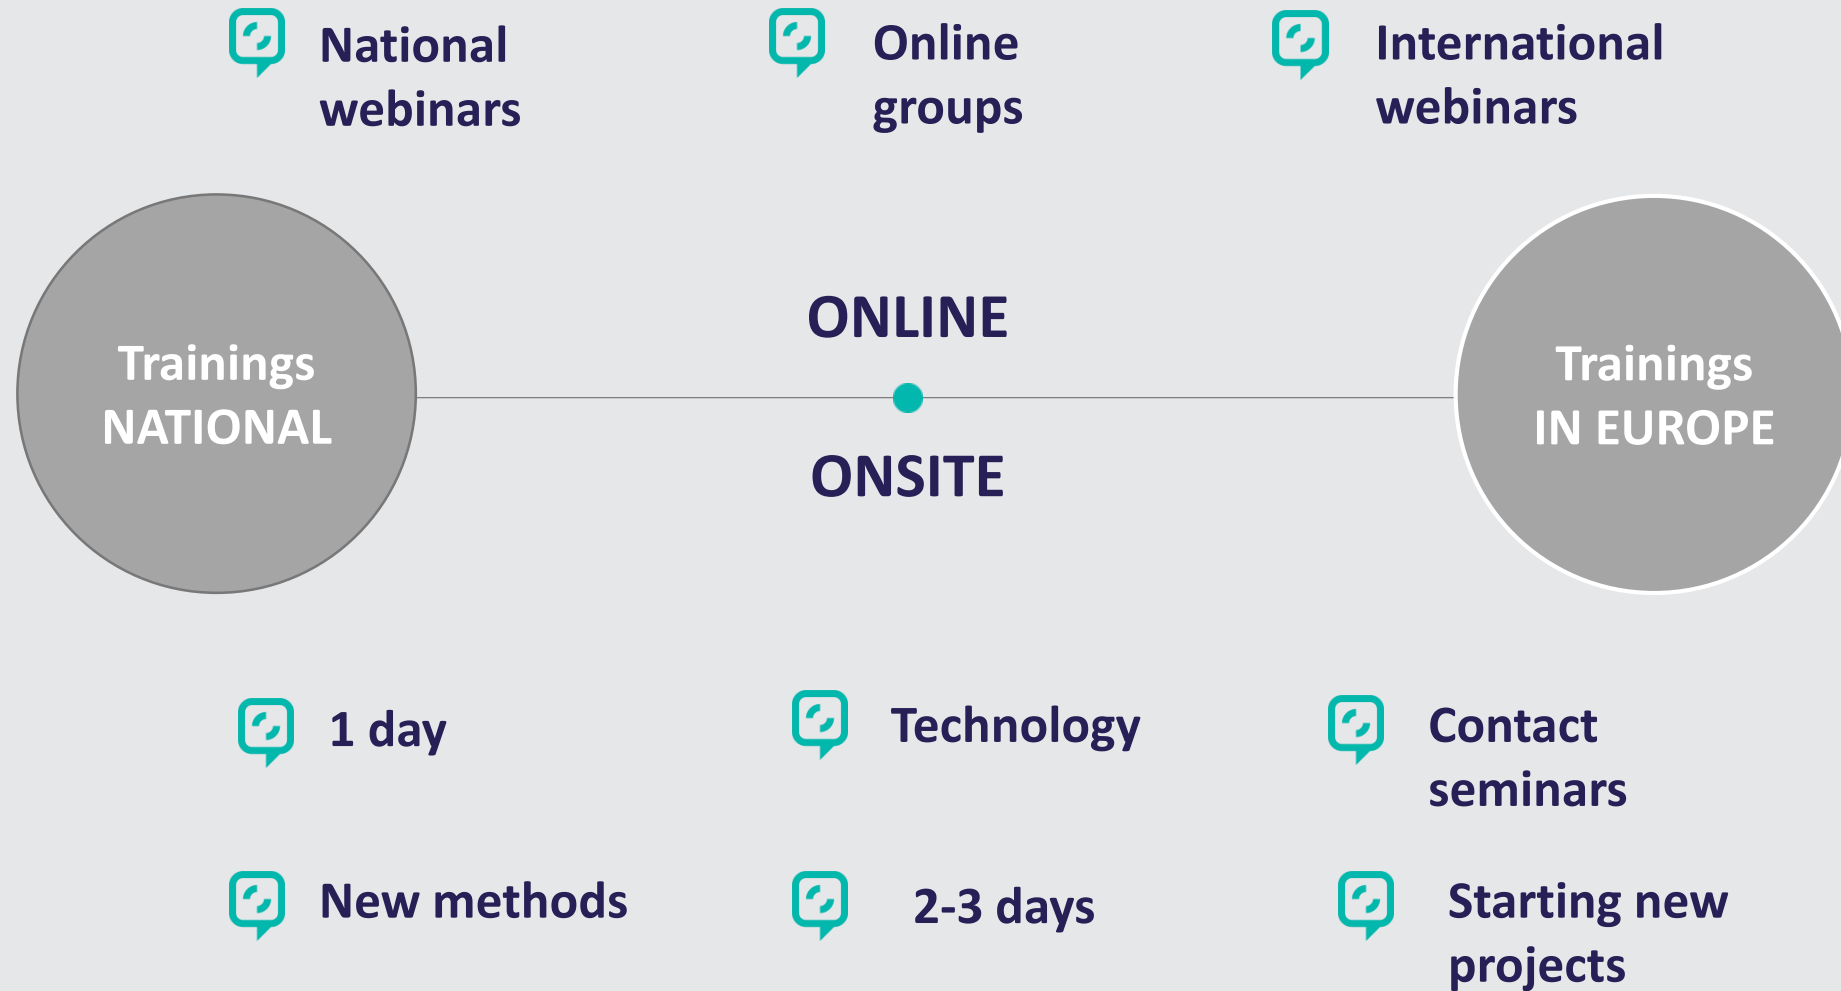 National
webinars
Online
groups
International
webinars
Trainings
NATIONAL
ONLINE
ONSITE
Trainings
IN EUROPE
1 day
Technology
Contact
seminars
New methods
2-3 days
Starting new
projects